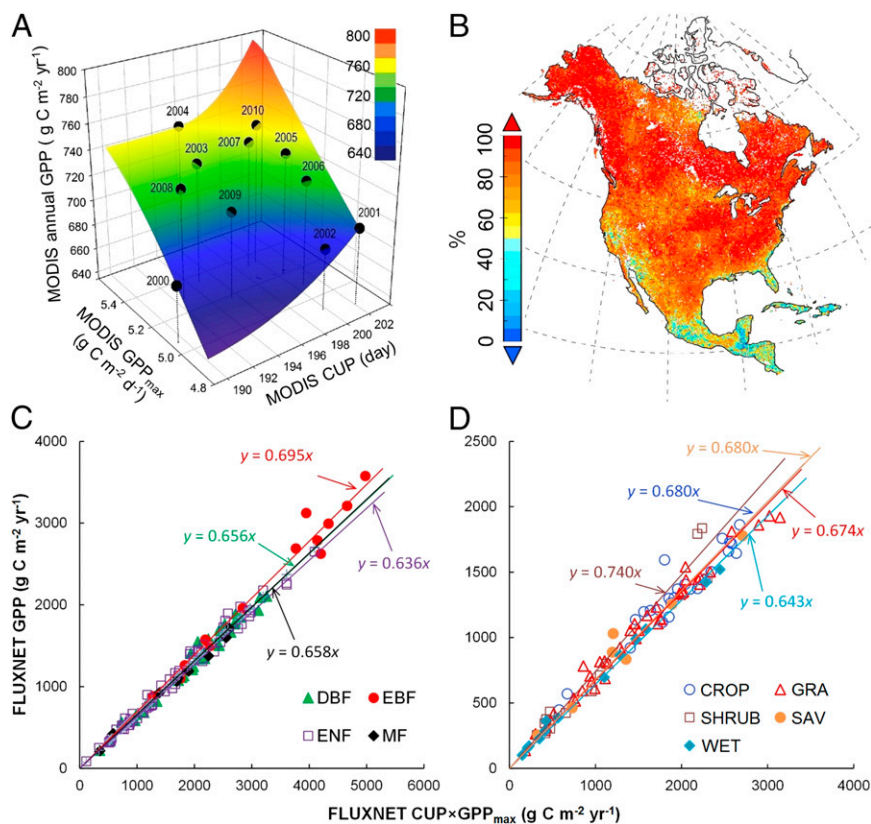 A
800
760
720
680
640
MODIS annual GPP ( g C m⁻² yr⁻¹)
800
780
760
740
720
700
680
660
640
2004
2010
2007
2005
2003
2006
2008
2009
2001
2002
2000
5.4
5.2
5.0
4.8
MODIS GPPmax
(g C m⁻² d⁻¹)
190
192
194
196
198
200
202
MODIS CUP (day)
B
%
100
80
60
40
20
0
C
FLUXNET GPP (g C m⁻² yr⁻¹)
4000
3000
2000
1000
0
y = 0.695x
y = 0.656x
y = 0.636x
y = 0.658x
DBF EBF
ENF MF
0 1000 2000 3000 4000 5000 6000
D
2500
2000
1500
1000
500
0
y = 0.680x
y = 0.680x
y = 0.674x
y = 0.740x
y = 0.643x
CROP GRA
SHRUB SAV
WET
0 1000 2000 3000 4000
FLUXNET CUP×GPPmax (g C m⁻² yr⁻¹)